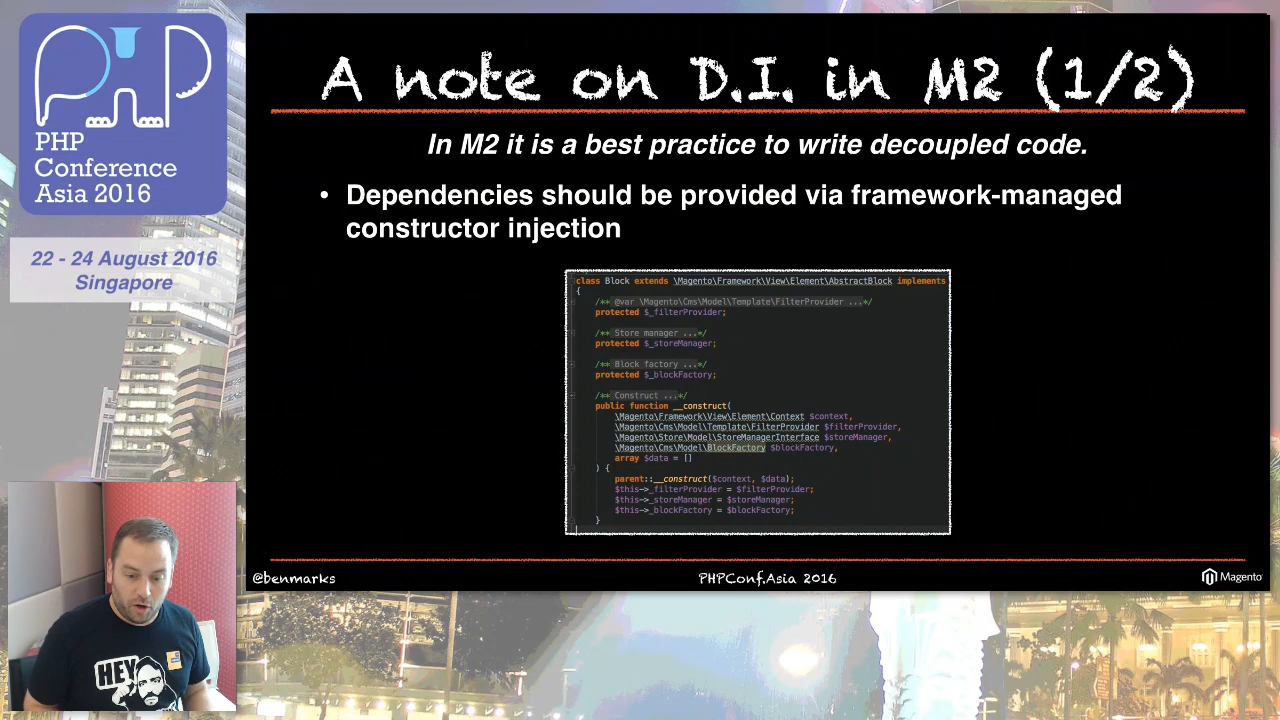 PHP
Conference
Asia 2016
22 - 24 August 2016
Singapore
A note on D.I. in M2 (1/2)
In M2 it is a best practice to write decoupled code.
• Dependencies should be provided via framework-managed
constructor injection
class Block extends \Magento\Framework\View\Element\AbstractBlock implements
{
/** @var \Magento\Cms\Model\Template\FilterProvider ...*/
protected $_filterProvider;
/** Store manager ...*/
protected $_storeManager;
/** Block factory ...*/
protected $_blockFactory;
/** Construct ...*/
public function __construct(
\Magento\Framework\View\Element\Context $context,
\Magento\Cms\Model\Template\FilterProvider $filterProvider,
\Magento\Store\Model\StoreManagerInterface $storeManager,
\Magento\Cms\Model\BlockFactory $blockFactory,
array $data = []
) {
parent::__construct($context, $data);
$this->_filterProvider = $filterProvider;
$this->_storeManager = $storeManager;
$this->_blockFactory = $blockFactory;
}
@benmarks
PHPConf.Asia 2016
Magento
HEY